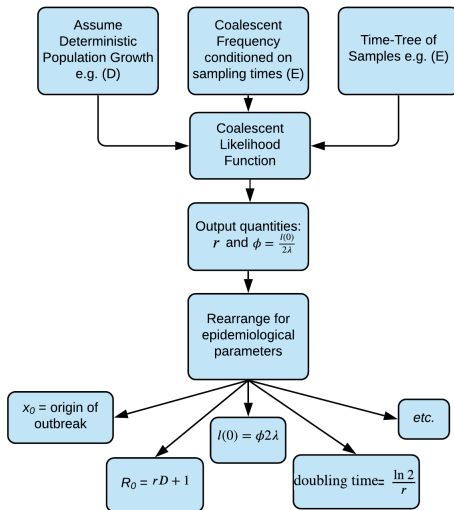 Assume
Deterministic
Population Growth
e.g. (D)
Coalescent
Frequency
conditioned on
sampling times (E)
Time-Tree of
Samples e.g. (E)
Coalescent
Likelihood
Function
Output quantities:
r and ϕ = I(0)/2λ
Rearrange for
epidemiological
parameters
x₀ = origin of
outbreak
R₀ = rD + 1
I(0) = ϕ2λ
doubling time= ln 2/r
etc.